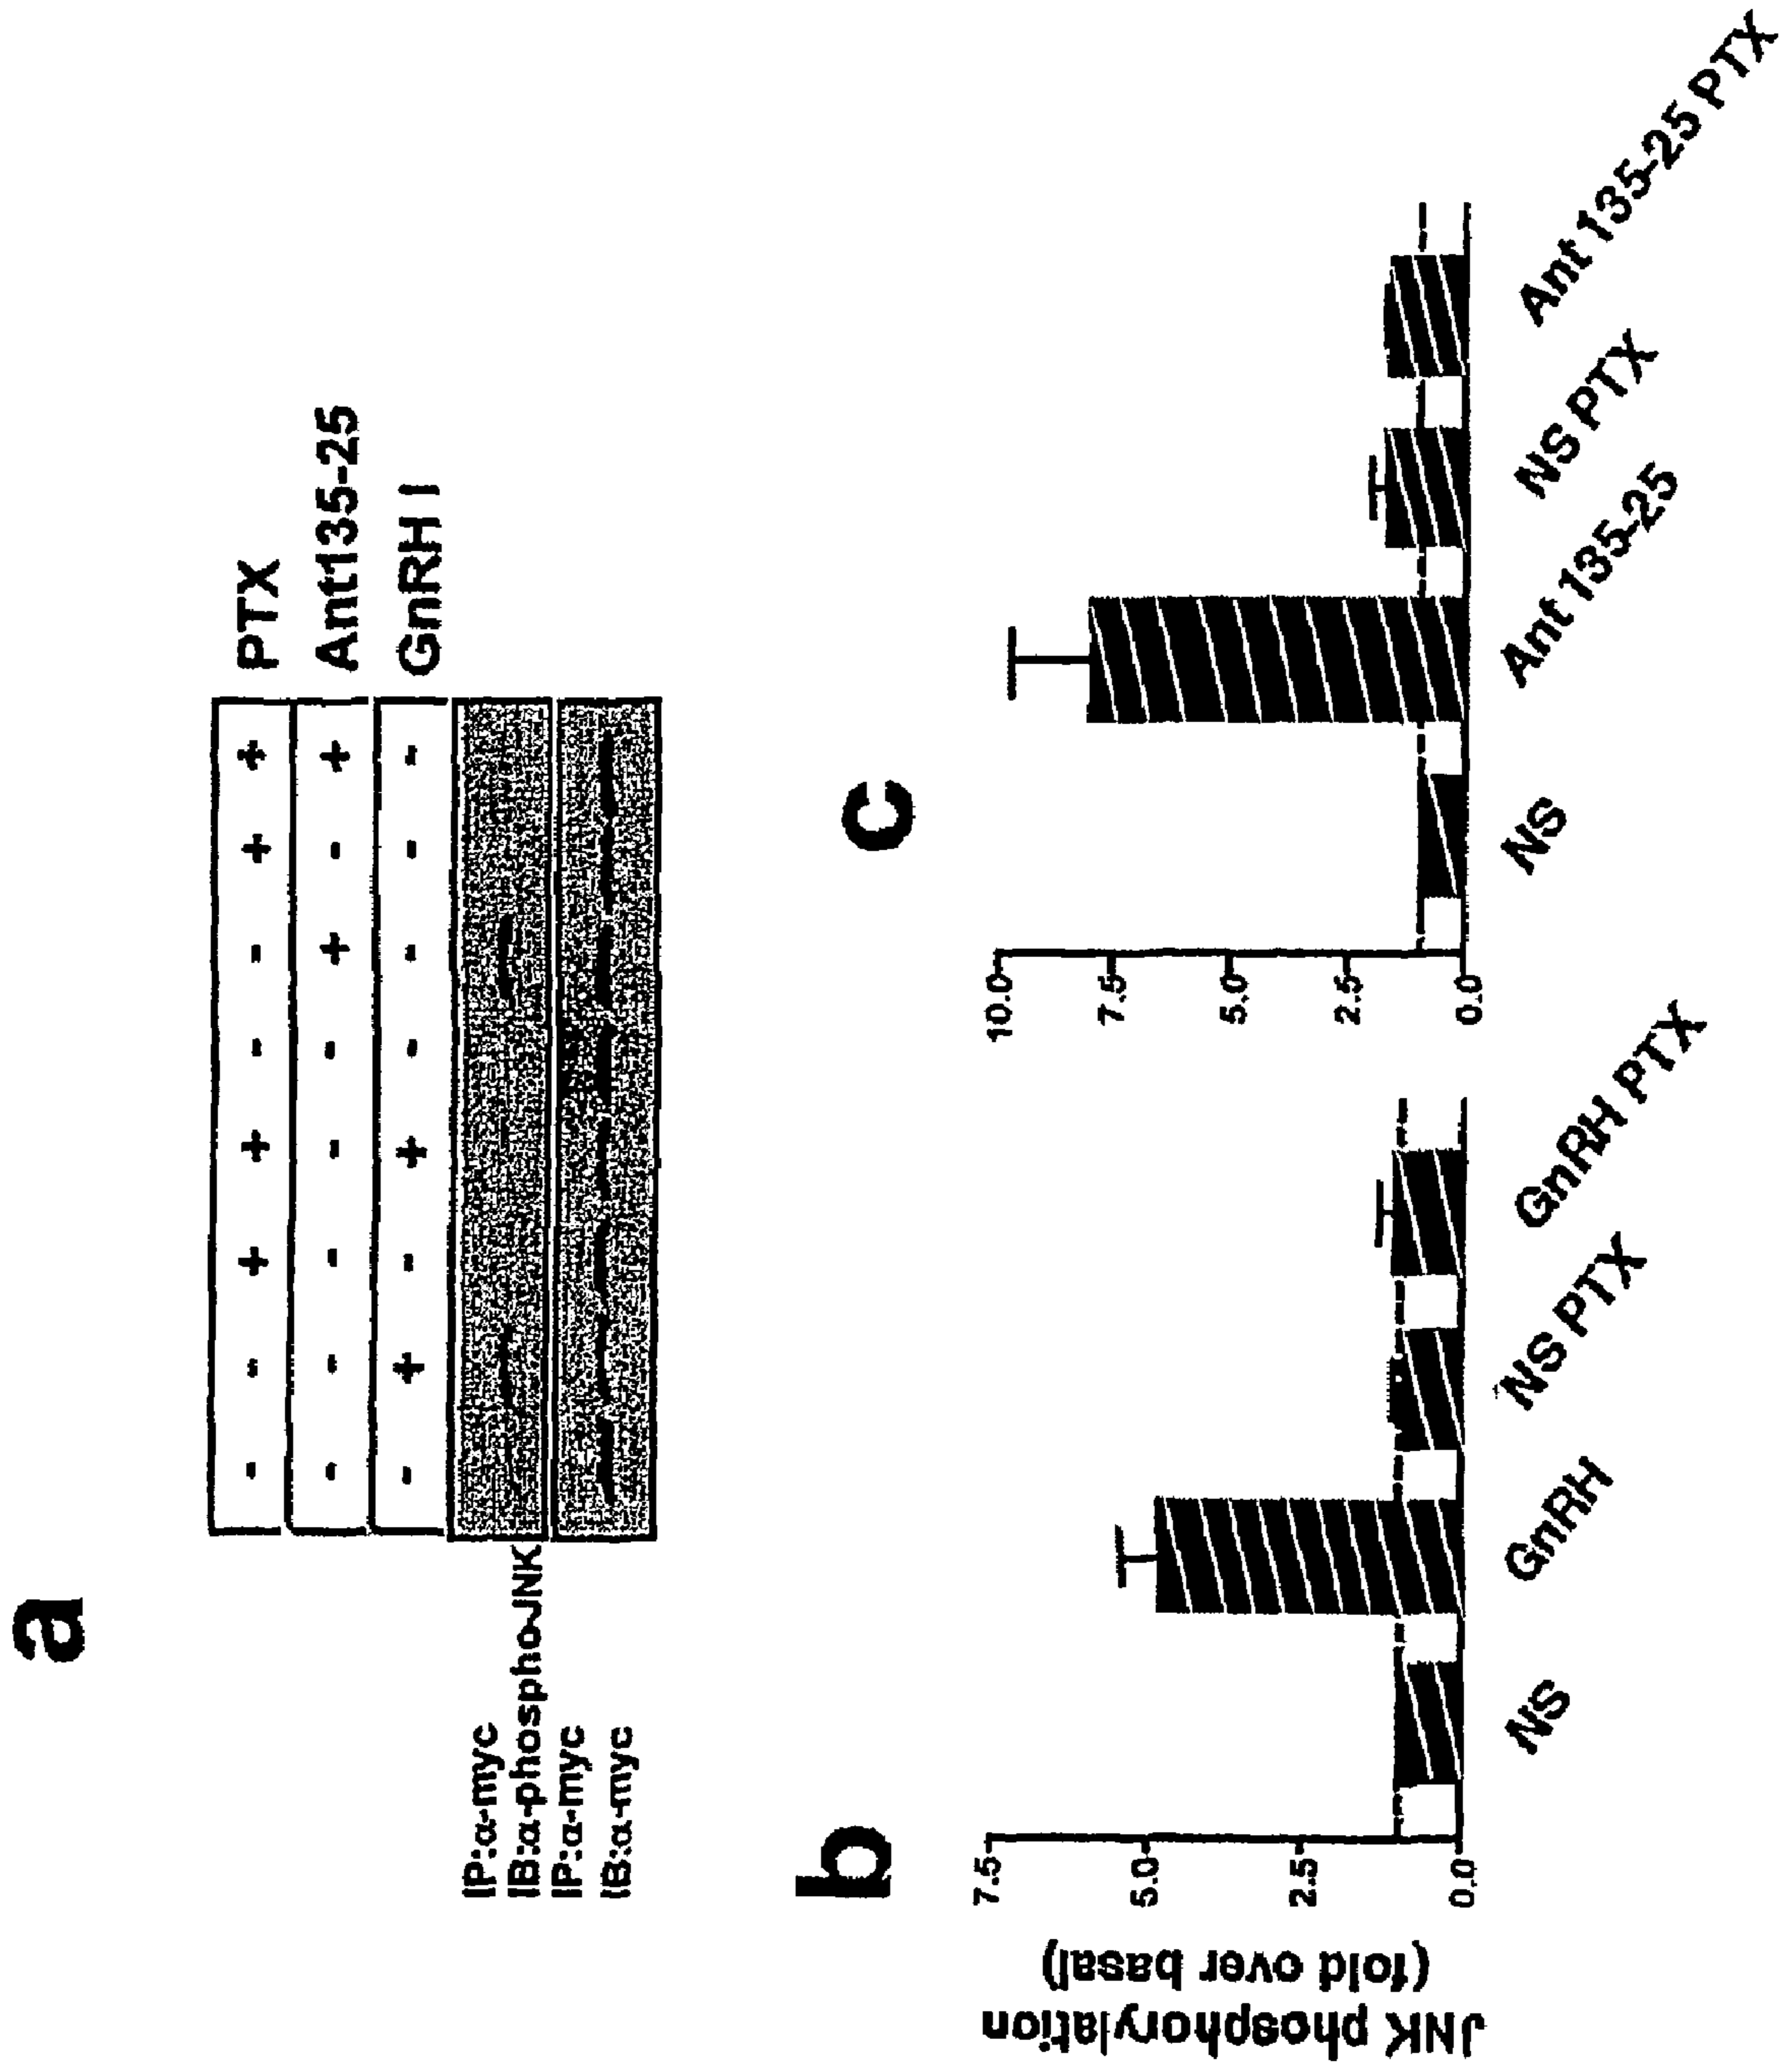 a
- - + + - - + + PTX
- - - - - + - + Ant135-25
- + - + - - - - GnRH I
IP:α-myc
IB:α-phospho-JNK
IP:α-myc
IB:α-myc
b
JNK phosphorylation
(fold over basal)
7.5
5.0
2.5
0.0
NS
GnRH
NS PTX
GnRH PTX
c
10.0
7.5
5.0
2.5
0.0
NS
Ant 135-25
NS PTX
Ant 135-25 PTX